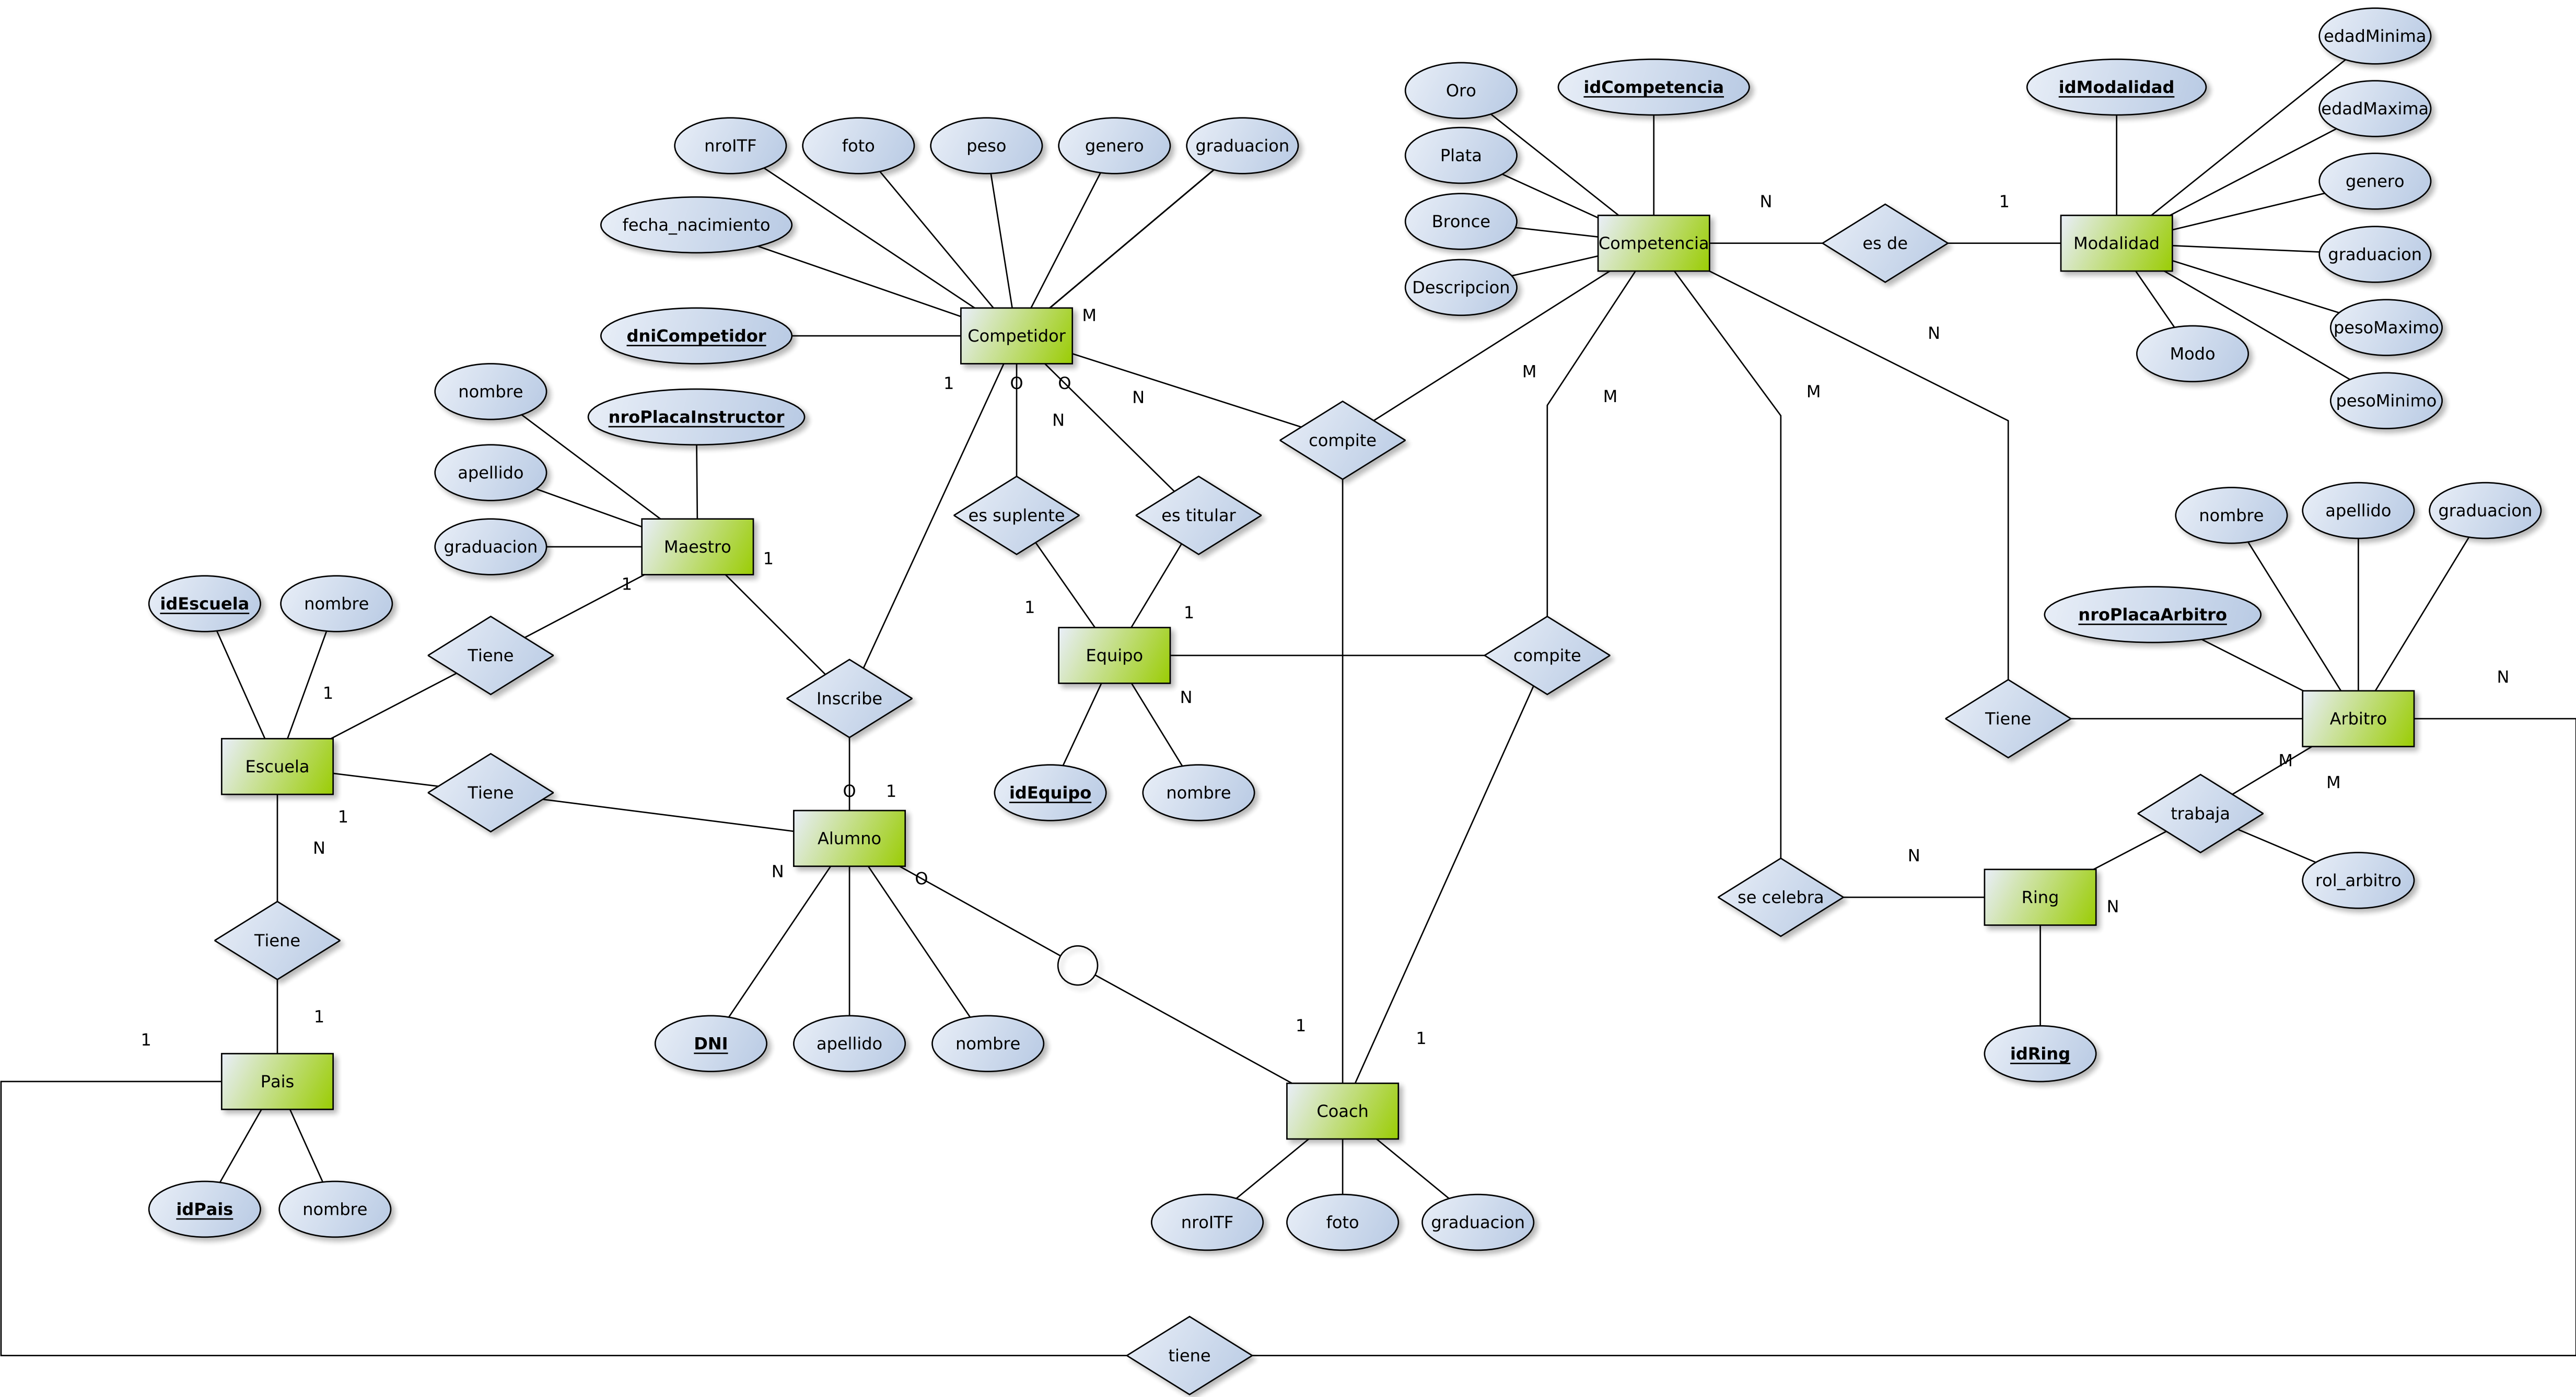 edadMinima
Oro
idCompetencia
idModalidad
edadMaxima
nroITF
foto
peso
genero
graduacion
Plata
genero
N
1
fecha_nacimiento
Bronce
Competencia
es de
Modalidad
graduacion
Descripcion
M
dniCompetidor
Competidor
N
pesoMaximo
Modo
M
1
O
O
nombre
N
M
M
pesoMinimo
nroPlacaInstructor
N
compite
apellido
nombre
apellido
graduacion
es suplente
es titular
graduacion
Maestro
1
1
idEscuela
nombre
1
1
nroPlacaArbitro
Tiene
Equipo
compite
N
1
Inscribe
N
Tiene
Arbitro
Escuela
M
M
Tiene
O
1
idEquipo
nombre
1
trabaja
N
Alumno
N
N
O
rol_arbitro
se celebra
Ring
N
Tiene
1
1
1
1
DNI
apellido
nombre
idRing
Pais
Coach
idPais
nombre
nroITF
foto
graduacion
tiene